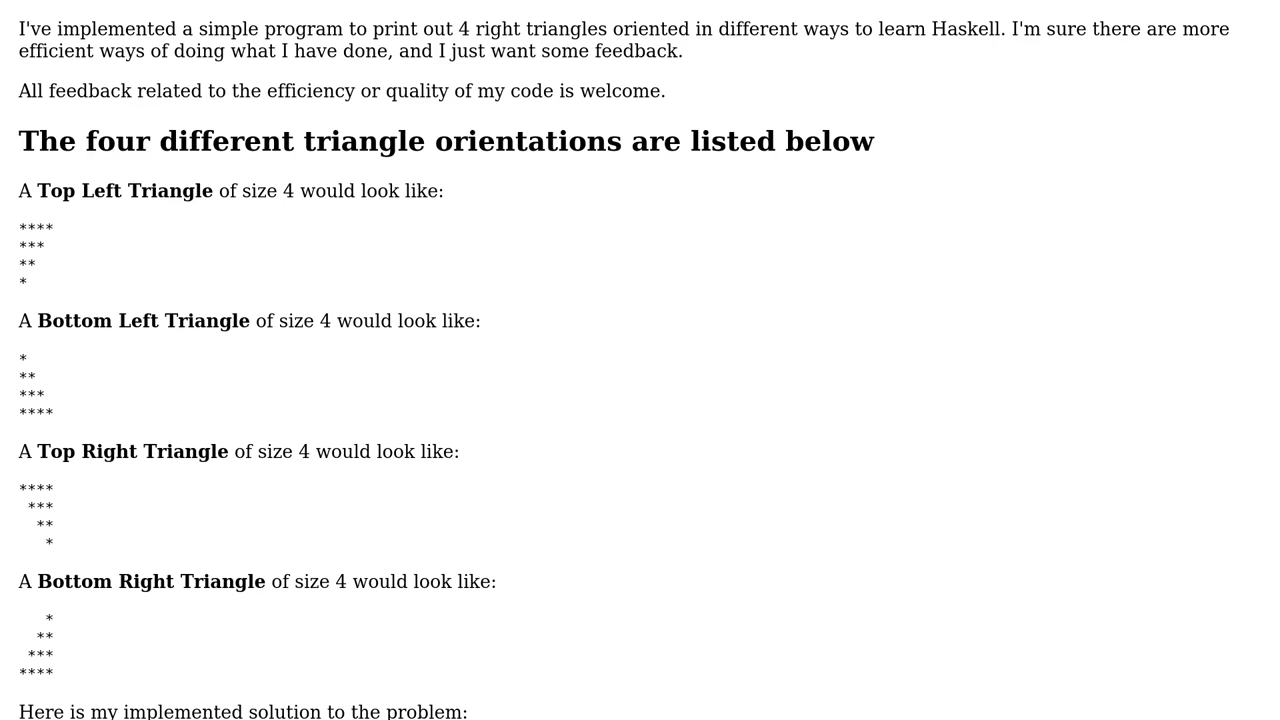 I've implemented a simple program to print out 4 right triangles oriented in different ways to learn Haskell. I'm sure there are more
efficient ways of doing what I have done, and I just want some feedback.
All feedback related to the efficiency or quality of my code is welcome.
The four different triangle orientations are listed below
A Top Left Triangle of size 4 would look like:
****
***
**
*
A Bottom Left Triangle of size 4 would look like:
*
**
***
****
A Top Right Triangle of size 4 would look like:
****
 ***
  **
   *
A Bottom Right Triangle of size 4 would look like:
   *
  **
 ***
****
Here is my implemented solution to the problem: